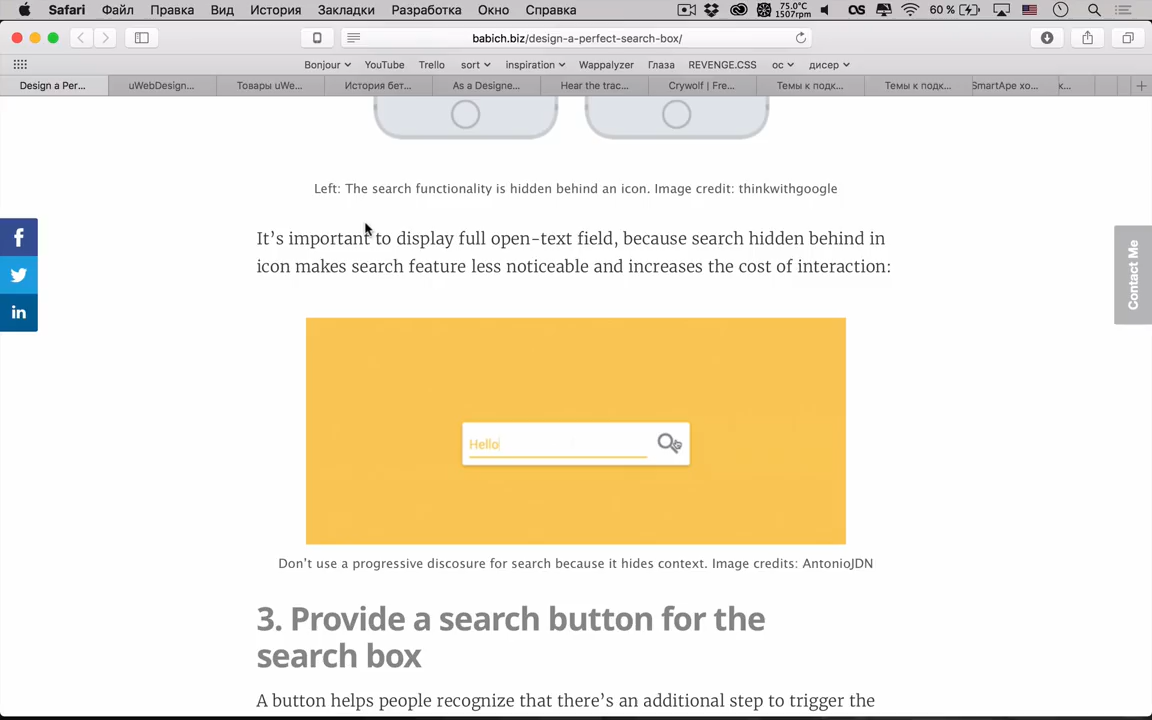 Safari Файл Правка Вид История Закладки Разработка Окно Справка 75.0°C 1507rpm 60 %
babich.biz/design-a-perfect-search-box/
Bonjour YouTube Trello sort inspiration Wappalyzer Глаза REVENGE.CSS ос дисер
Design a Per... uWebDesign... Товары uWe... История бет... As a Designe... Hear the trac... Crywolf | Fre... Темы к подк... Темы к подк... SmartApe хо... к...
Left: The search functionality is hidden behind an icon. Image credit: thinkwithgoogle
It’s important to display full open-text field, because search hidden behind in
icon makes search feature less noticeable and increases the cost of interaction:
f
in
Contact Me
Hello
Don’t use a progressive discosure for search because it hides context. Image credits: AntonioJDN
3. Provide a search button for the
search box
A button helps people recognize that there’s an additional step to trigger the